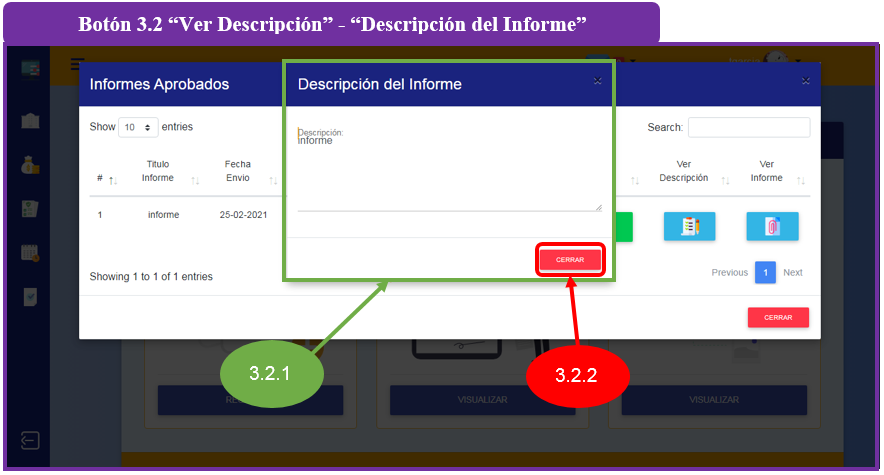 Botón 3.2 “Ver Descripción” - “Descripción del Informe”
Informes Aprobados
×
Descripción del Informe
×
Show 10 entries
Search:
#
Titulo
Informe
Fecha
Envio
Ver
Descripción
Ver
Informe
1
informe
25-02-2021
Descripción:
informe
CERRAR
Showing 1 to 1 of 1 entries
Previous 1 Next
CERRAR
3.2.1
3.2.2
VISUALIZAR
VISUALIZAR